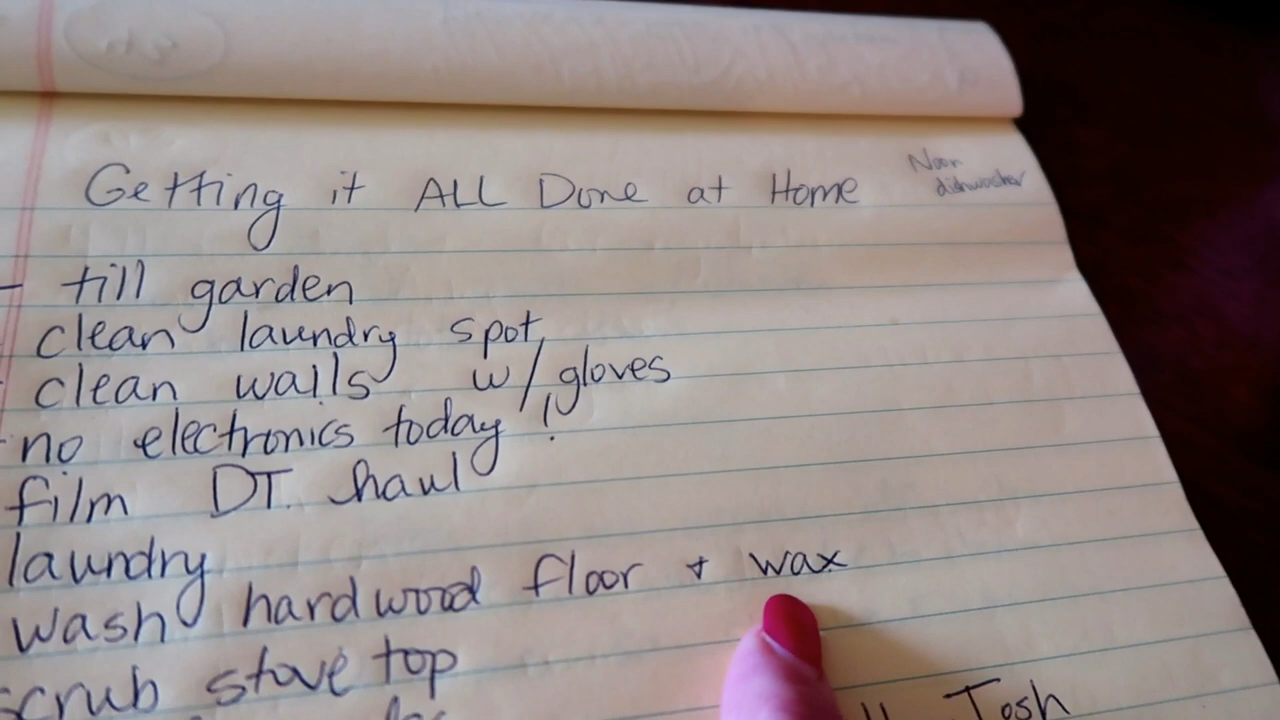 Getting it ALL Done at Home
Noon
dishwasher
- till garden
clean laundry spot
- clean walls w/gloves
- no electronics today!
film DT. haul
laundry
wash hardwood floor + wax
scrub stove top
Tosh